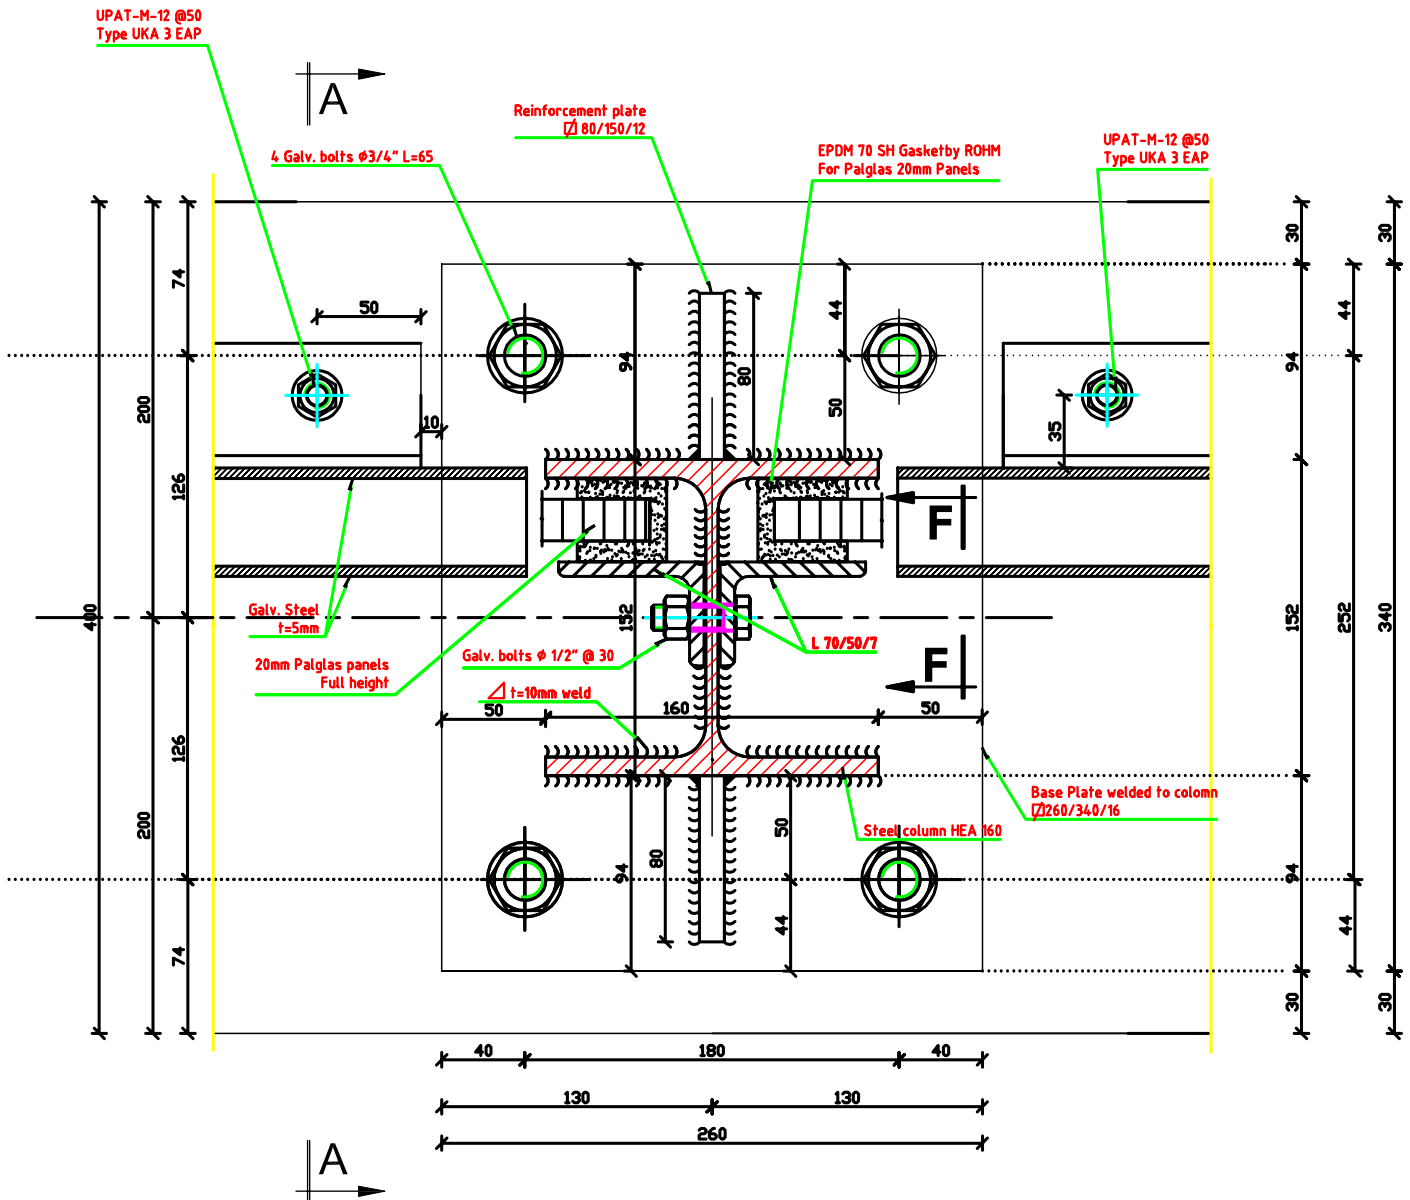 UPAT-M-12 @50
Type UKA 3 EAP
A
4 Galv. bolts Φ3/4" L=65
Reinforcement plate
80/150/12
EPDM 70 SH Gasketby ROHM
For Palglas 20mm Panels
UPAT-M-12 @50
Type UKA 3 EAP
30
30
74
50
44
44
94
80
94
200
50
10
35
126
F
400
Galv. Steel
t=5mm
152
152
252
340
20mm Palglas panels
Full height
Galv. bolts Φ 1/2" @ 30
L 70/50/7
F
t=10mm weld
50
160
50
126
Base Plate welded to colomn
260/340/16
200
50
Steel column HEA 160
80
94
94
44
44
74
30
30
40
180
40
130
130
260
A